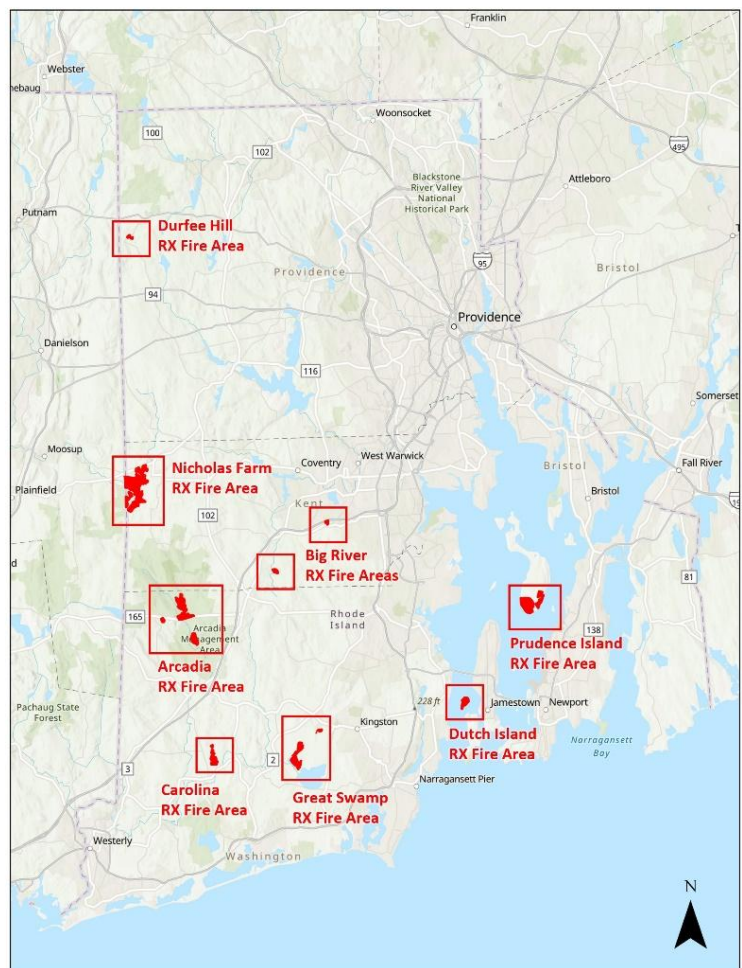 Franklin
Webster
nebaug
Woonsocket
100
102
495
Blackstone
River Valley
National
Historical Park
Attleboro
Putnam
Durfee Hill
RX Fire Area
95
Providence
Bristol
94
Providence
Danielson
116
Somerset
Moosup
Nicholas Farm
RX Fire Area
Coventry
West Warwick
Bristol
Fall River
Plainfield
Kent
Bristol
19
102
d
Big River
RX Fire Areas
81
165
Arcadia
Management
Area
Rhode
Island
138
Prudence Island
RX Fire Area
Arcadia
RX Fire Area
Pachaug State
Forest
228 ft
Jamestown
Newport
Kingston
Dutch Island
RX Fire Area
Narragansett
Bay
3
2
Narragansett Pier
Carolina
RX Fire Area
Great Swamp
RX Fire Area
Westerly
Washington
N